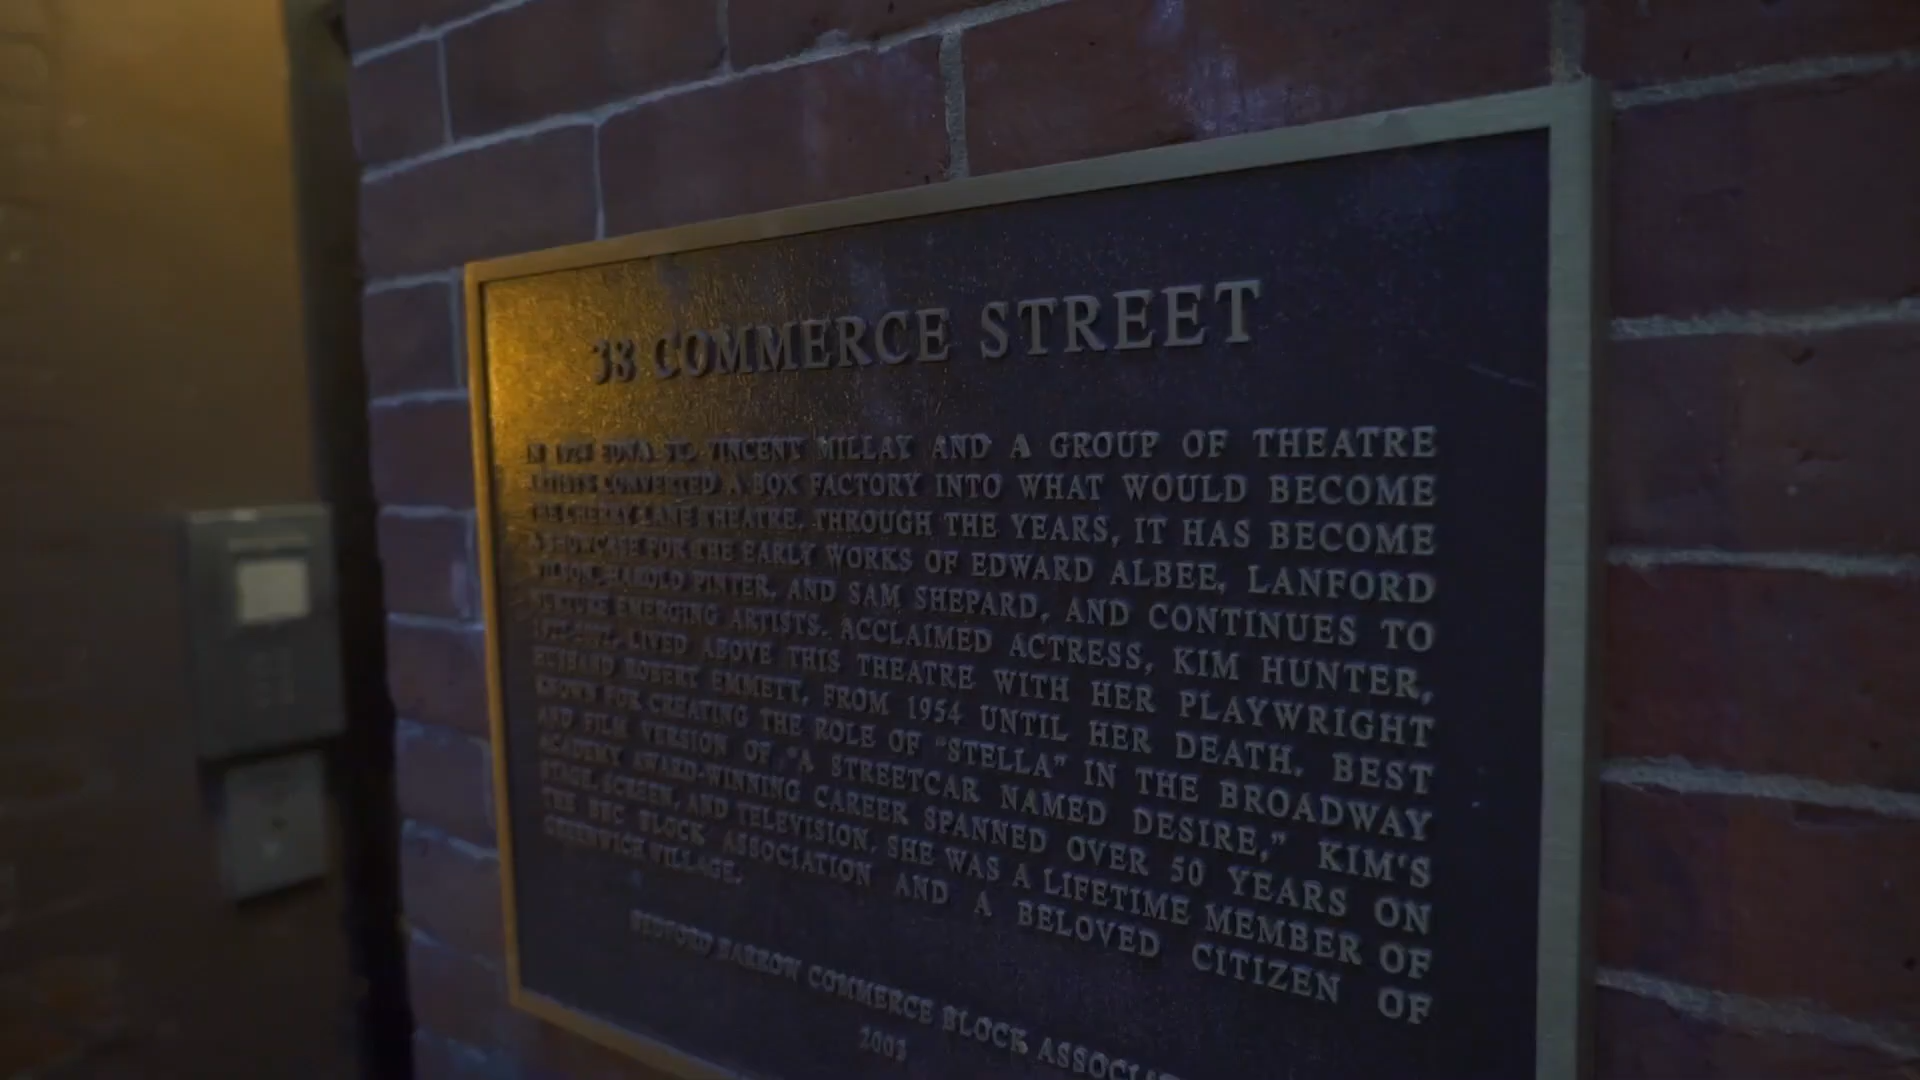 38 COMMERCE STREET
IN 1924 EDNA ST. VINCENT MILLAY AND A GROUP OF THEATRE
ARTISTS CONVERTED A BOX FACTORY INTO WHAT WOULD BECOME
THE CHERRY LANE THEATRE. THROUGH THE YEARS, IT HAS BECOME
A SHOWCASE FOR THE EARLY WORKS OF EDWARD ALBEE, LANFORD
WILSON, HAROLD PINTER, AND SAM SHEPARD, AND CONTINUES TO
NURTURE EMERGING ARTISTS. ACCLAIMED ACTRESS, KIM HUNTER,
LIVED ABOVE THIS THEATRE WITH HER PLAYWRIGHT
HUSBAND ROBERT EMMETT, FROM 1954 UNTIL HER DEATH. BEST
KNOWN FOR CREATING THE ROLE OF "STELLA" IN THE BROADWAY
AND FILM VERSION OF "A STREETCAR NAMED DESIRE," KIM'S
ACADEMY AWARD-WINNING CAREER SPANNED OVER 50 YEARS ON
STAGE, SCREEN, AND TELEVISION. SHE WAS A LIFETIME MEMBER OF
THE BBC BLOCK ASSOCIATION AND A BELOVED CITIZEN OF
GREENWICH VILLAGE.
BEDFORD BARROW COMMERCE BLOCK ASSOCIAT
2003